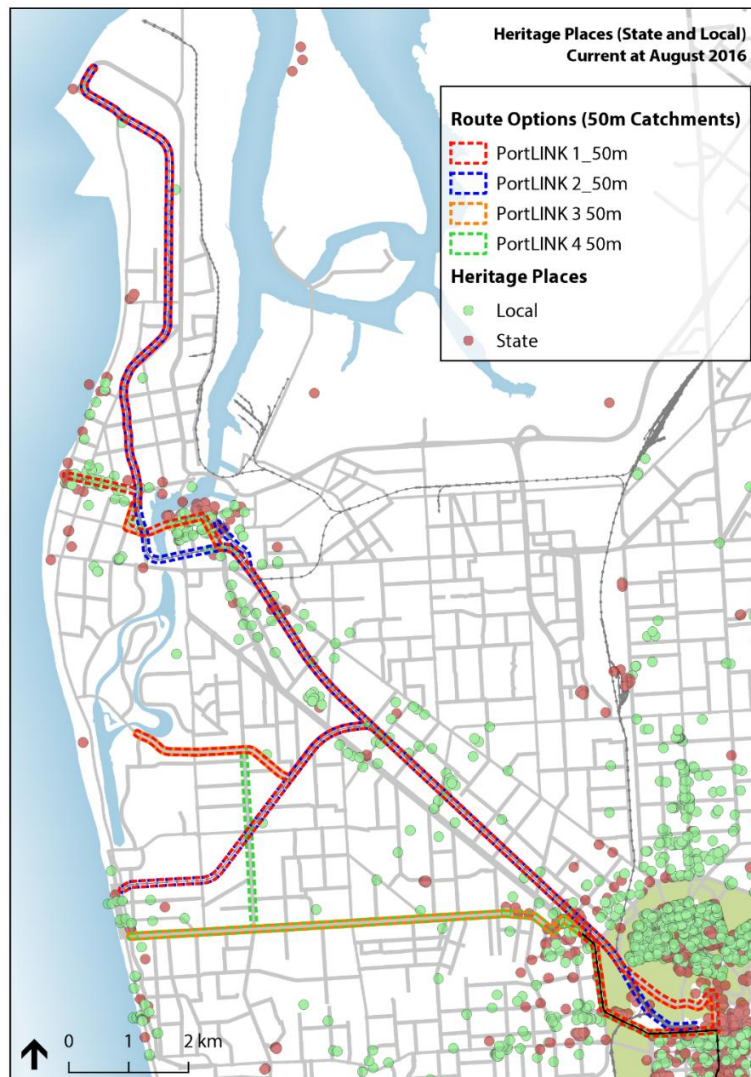 Heritage Places (State and Local)
Current at August 2016
Route Options (50m Catchments)
PortLINK 1_50m
PortLINK 2_50m
PortLINK 3 50m
PortLINK 4 50m
Heritage Places
Local
State
0 1 2 km